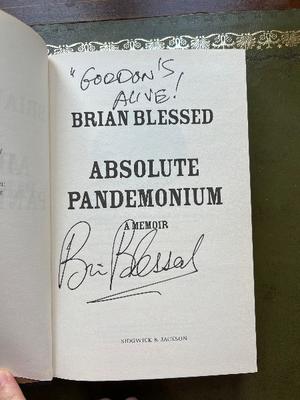 "GORDON'S
ALIVE!
BRIAN BLESSED
ABSOLUTE
PANDEMONIUM
A MEMOIR
Brian Blessed
SIDGWICK & JACKSON